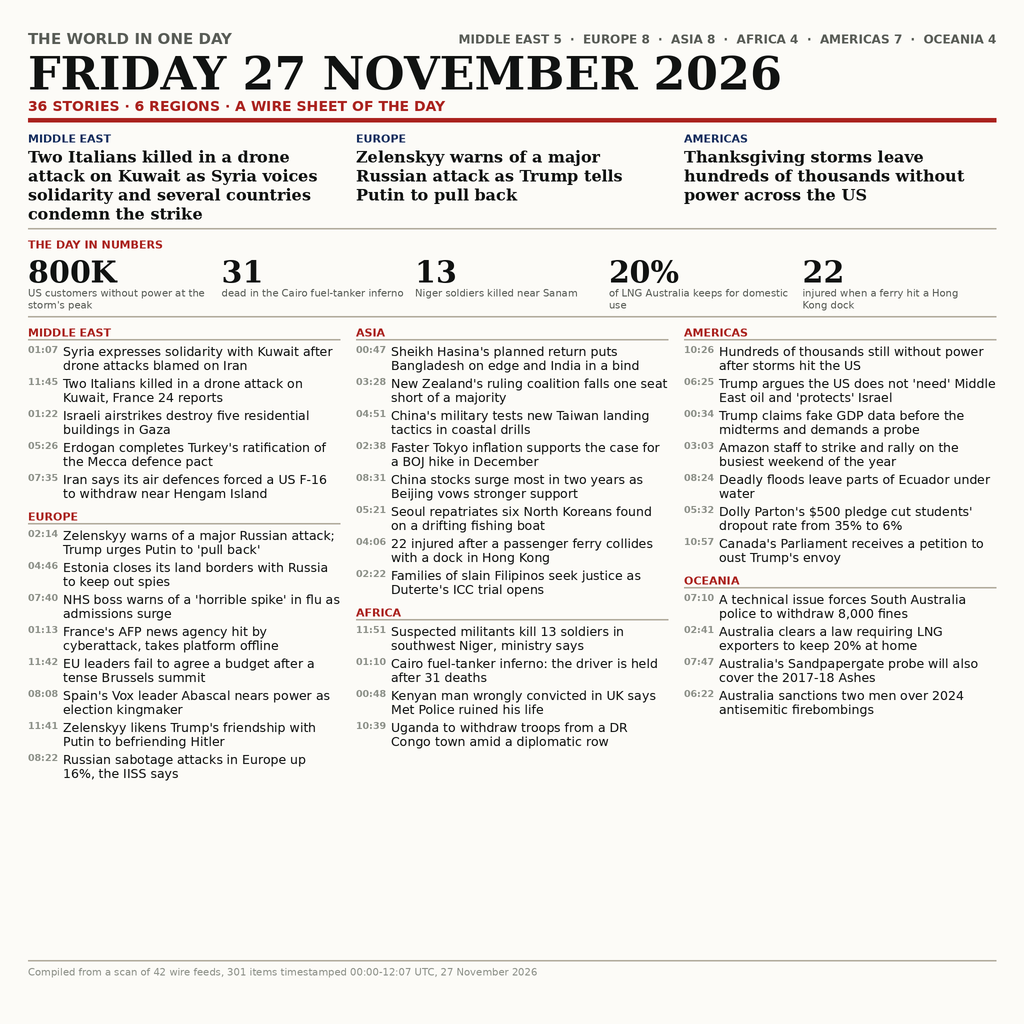 THE WORLD IN ONE DAY
MIDDLE EAST 5 · EUROPE 8 · ASIA 8 · AFRICA 4 · AMERICAS 7 · OCEANIA 4
FRIDAY 27 NOVEMBER 2026
36 STORIES · 6 REGIONS · A WIRE SHEET OF THE DAY
MIDDLE EAST
Two Italians killed in a drone
attack on Kuwait as Syria voices
solidarity and several countries
condemn the strike
EUROPE
Zelenskyy warns of a major
Russian attack as Trump tells
Putin to pull back
AMERICAS
Thanksgiving storms leave
hundreds of thousands without
power across the US
THE DAY IN NUMBERS
800K
US customers without power at the
storm's peak
31
dead in the Cairo fuel-tanker inferno
13
Niger soldiers killed near Sanam
20%
of LNG Australia keeps for domestic
use
22
injured when a ferry hit a Hong
Kong dock
MIDDLE EAST
01:07 Syria expresses solidarity with Kuwait after
drone attacks blamed on Iran
11:45 Two Italians killed in a drone attack on
Kuwait, France 24 reports
01:22 Israeli airstrikes destroy five residential
buildings in Gaza
05:26 Erdogan completes Turkey's ratification of
the Mecca defence pact
07:35 Iran says its air defences forced a US F-16
to withdraw near Hengam Island
EUROPE
02:14 Zelenskyy warns of a major Russian attack;
Trump urges Putin to 'pull back'
04:46 Estonia closes its land borders with Russia
to keep out spies
07:40 NHS boss warns of a 'horrible spike' in flu as
admissions surge
01:13 France's AFP news agency hit by
cyberattack, takes platform offline
11:42 EU leaders fail to agree a budget after a
tense Brussels summit
08:08 Spain's Vox leader Abascal nears power as
election kingmaker
11:41 Zelenskyy likens Trump's friendship with
Putin to befriending Hitler
08:22 Russian sabotage attacks in Europe up
16%, the IISS says
ASIA
00:47 Sheikh Hasina's planned return puts
Bangladesh on edge and India in a bind
03:28 New Zealand's ruling coalition falls one seat
short of a majority
04:51 China's military tests new Taiwan landing
tactics in coastal drills
02:38 Faster Tokyo inflation supports the case for
a BOJ hike in December
08:31 China stocks surge most in two years as
Beijing vows stronger support
05:21 Seoul repatriates six North Koreans found
on a drifting fishing boat
04:06 22 injured after a passenger ferry collides
with a dock in Hong Kong
02:22 Families of slain Filipinos seek justice as
Duterte's ICC trial opens
AFRICA
11:51 Suspected militants kill 13 soldiers in
southwest Niger, ministry says
01:10 Cairo fuel-tanker inferno: the driver is held
after 31 deaths
00:48 Kenyan man wrongly convicted in UK says
Met Police ruined his life
10:39 Uganda to withdraw troops from a DR
Congo town amid a diplomatic row
AMERICAS
10:26 Hundreds of thousands still without power
after storms hit the US
06:25 Trump argues the US does not 'need' Middle
East oil and 'protects' Israel
00:34 Trump claims fake GDP data before the
midterms and demands a probe
03:03 Amazon staff to strike and rally on the
busiest weekend of the year
08:24 Deadly floods leave parts of Ecuador under
water
05:32 Dolly Parton's $500 pledge cut students'
dropout rate from 35% to 6%
10:57 Canada's Parliament receives a petition to
oust Trump's envoy
OCEANIA
07:10 A technical issue forces South Australia
police to withdraw 8,000 fines
02:41 Australia clears a law requiring LNG
exporters to keep 20% at home
07:47 Australia's Sandpapergate probe will also
cover the 2017-18 Ashes
06:22 Australia sanctions two men over 2024
antisemitic firebombings
Compiled from a scan of 42 wire feeds, 301 items timestamped 00:00-12:07 UTC, 27 November 2026